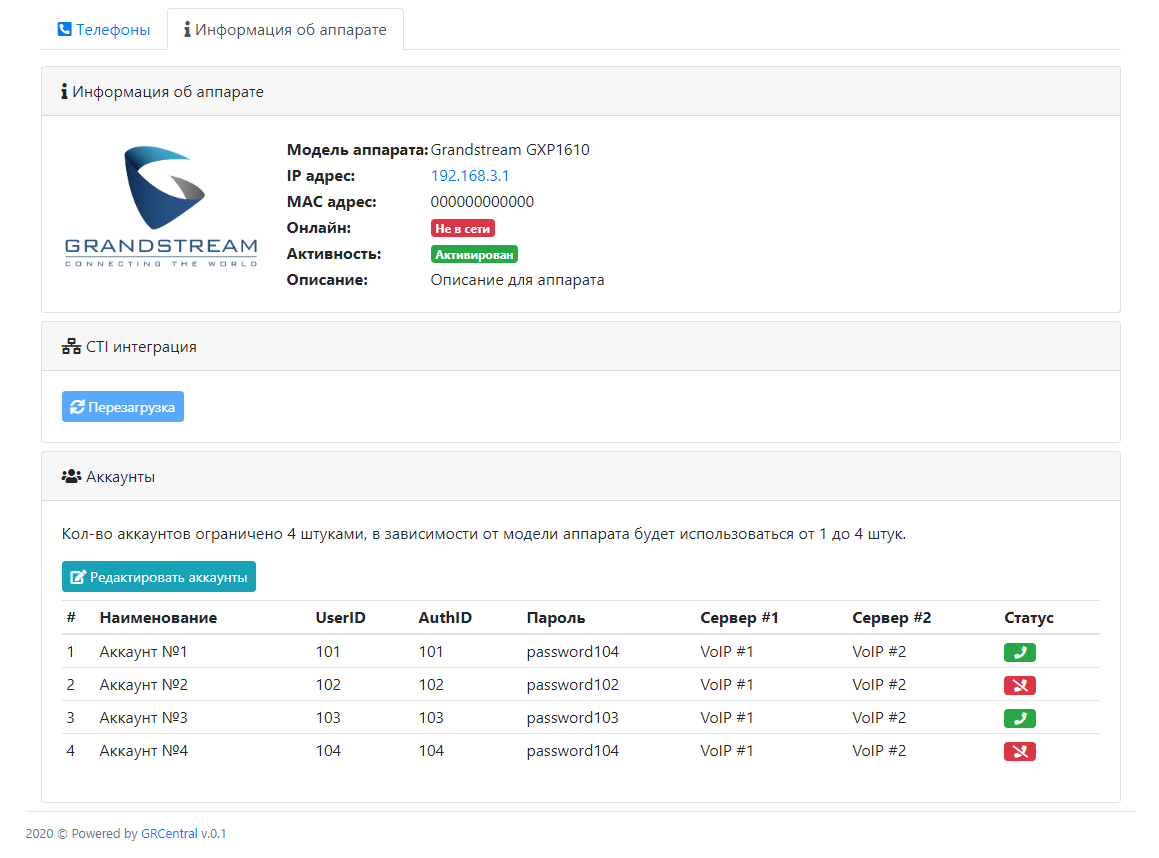 Телефоны Информация об аппарате
Информация об аппарате
GRANDSTREAM
CONNECTING THE WORLD
Модель аппарата: Grandstream GXP1610
IP адрес: 192.168.3.1
MAC адрес: 000000000000
Онлайн: Не в сети
Активность: Активирован
Описание: Описание для аппарата
CTI интеграция
Перезагрузка
Аккаунты
Кол-во аккаунтов ограничено 4 штуками, в зависимости от модели аппарата будет использоваться от 1 до 4 штук.
Редактировать аккаунты
# Наименование UserID AuthID Пароль Сервер #1 Сервер #2 Статус
1 Аккаунт №1 101 101 password104 VoIP #1 VoIP #2
2 Аккаунт №2 102 102 password102 VoIP #1 VoIP #2
3 Аккаунт №3 103 103 password103 VoIP #1 VoIP #2
4 Аккаунт №4 104 104 password104 VoIP #1 VoIP #2
2020 © Powered by GRCentral v.0.1